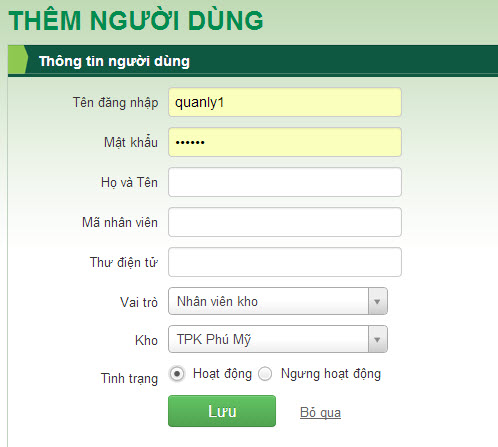 THÊM NGƯỜI DÙNG
Thông tin người dùng
Tên đăng nhập quanly1
Mật khẩu ••••••
Họ và Tên
Mã nhân viên
Thư điện tử
Vai trò Nhân viên kho
Kho TPK Phú Mỹ
Tình trạng Hoạt động Ngưng hoạt động
Lưu Bỏ qua